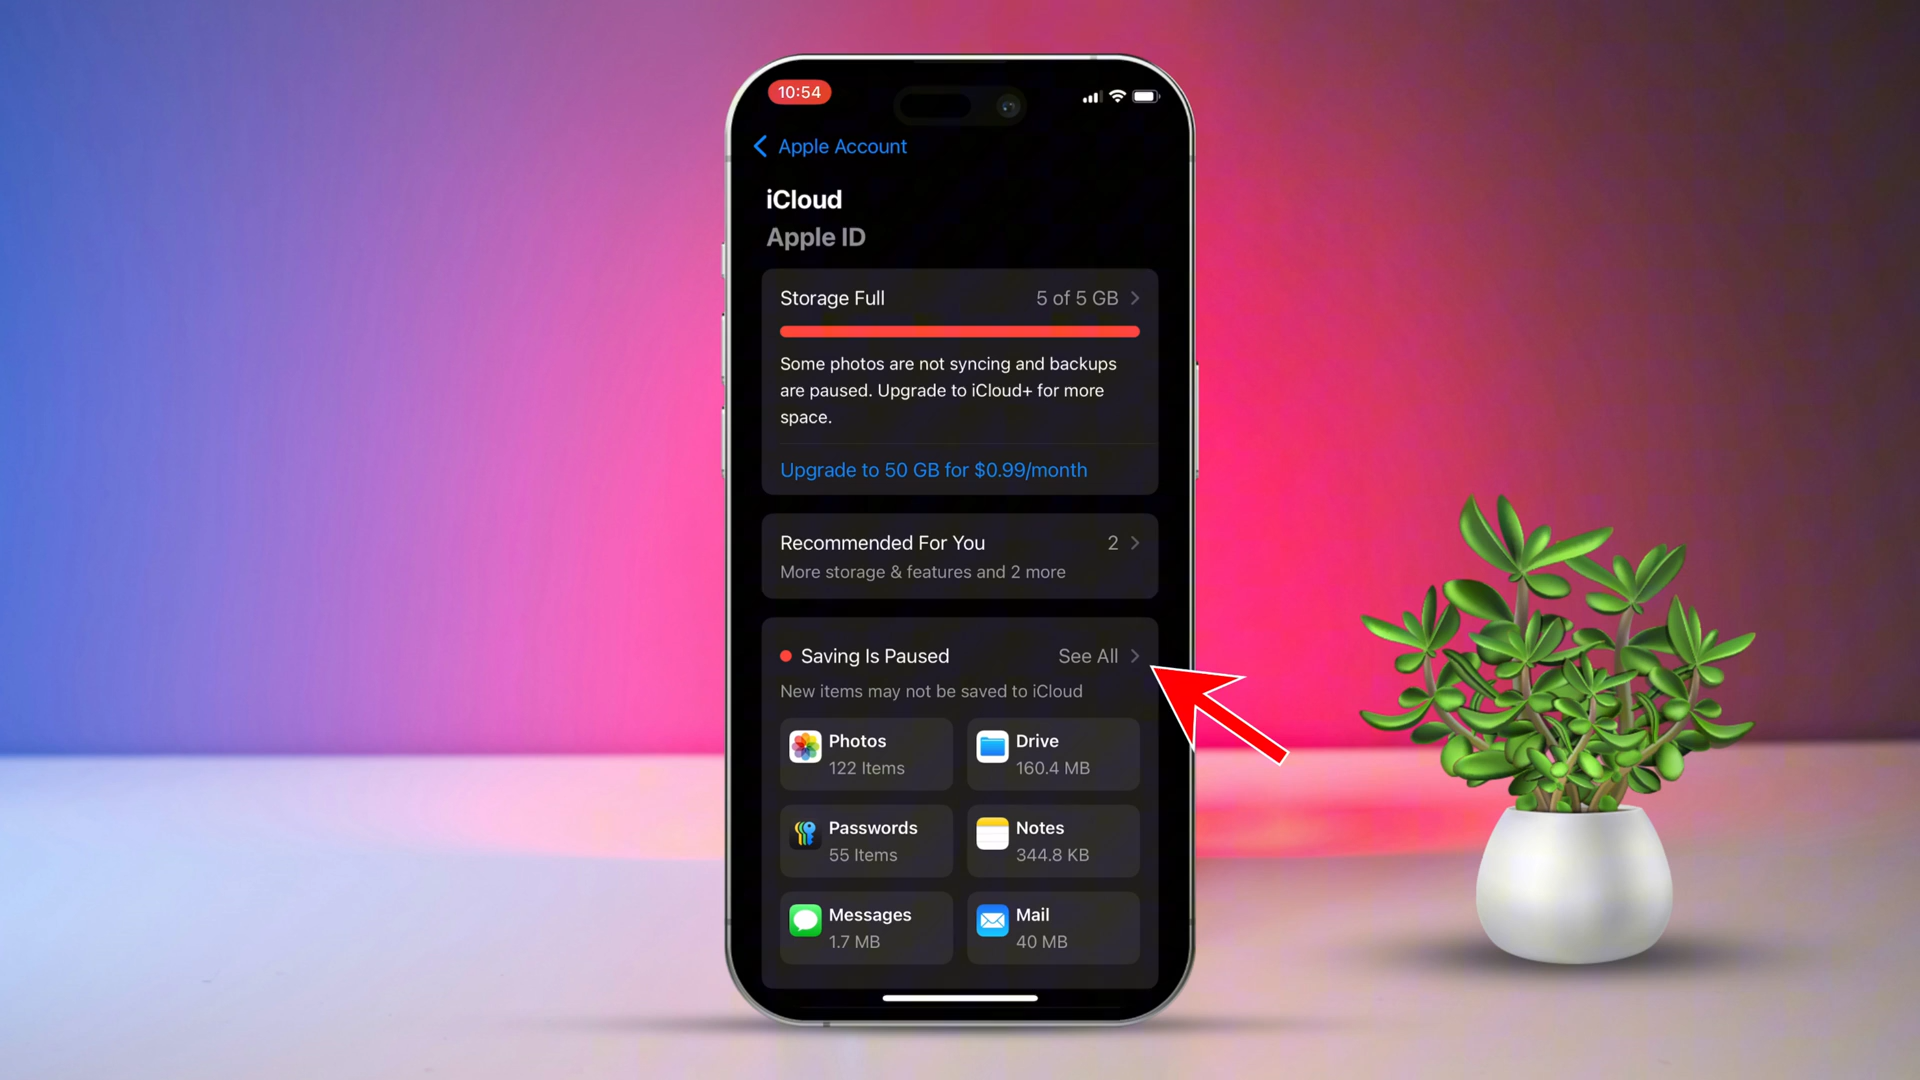 10:54
Apple Account
iCloud
Apple ID
Storage Full 5 of 5 GB
Some photos are not syncing and backups
are paused. Upgrade to iCloud+ for more
space.
Upgrade to 50 GB for $0.99/month
Recommended For You 2
More storage & features and 2 more
Saving Is Paused See All
New items may not be saved to iCloud
Photos Drive
122 Items 160.4 MB
Passwords Notes
55 Items 344.8 KB
Messages Mail
1.7 MB 40 MB